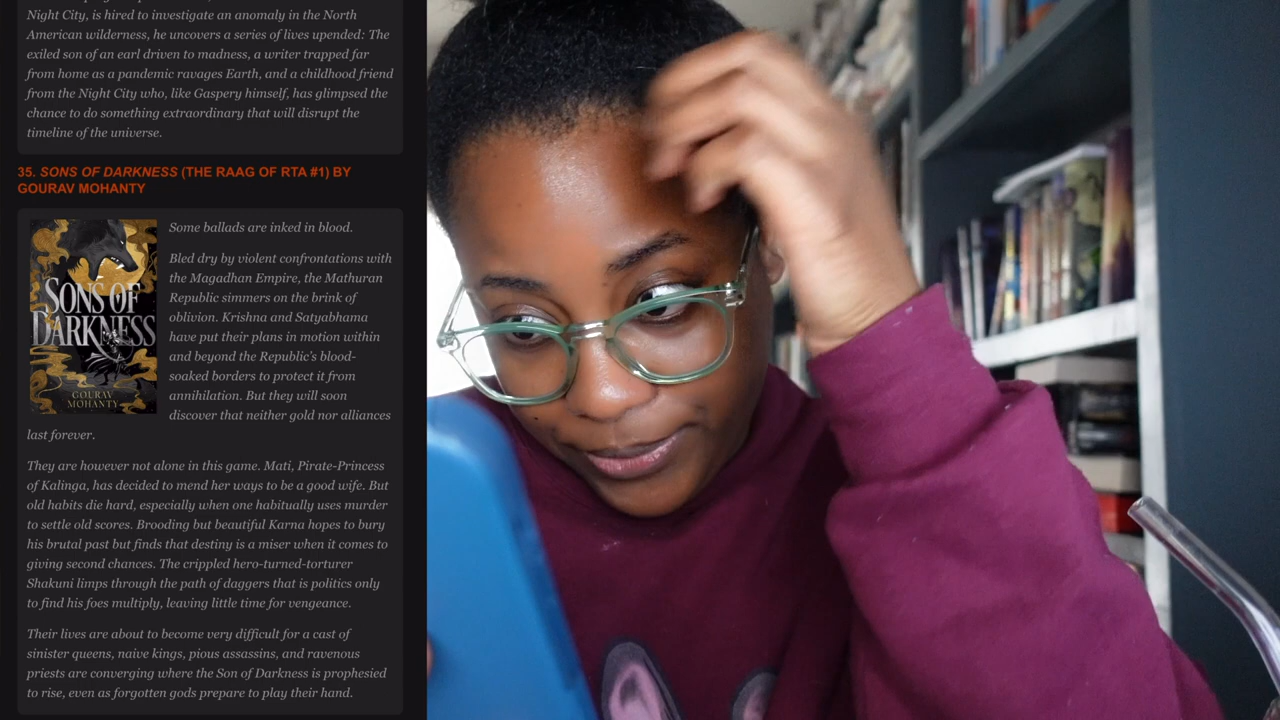 Night City, is hired to investigate an anomaly in the North
American wilderness, he uncovers a series of lives upended: The
exiled son of an earl driven to madness, a writer trapped far
from home as a pandemic ravages Earth, and a childhood friend
from the Night City who, like Gaspery himself, has glimpsed the
chance to do something extraordinary that will disrupt the
timeline of the universe.
35. SONS OF DARKNESS (THE RAAG OF RTA #1) BY
GOURAV MOHANTY
SONS OF
DARKNESS
GOURAV
MOHANTY
Some ballads are inked in blood.
Bled dry by violent confrontations with
the Magadhan Empire, the Mathuran
Republic simmers on the brink of
oblivion. Krishna and Satyabhama
have put their plans in motion within
and beyond the Republic’s blood-
soaked borders to protect it from
annihilation. But they will soon
discover that neither gold nor alliances
last forever.
They are however not alone in this game. Mati, Pirate-Princess
of Kalinga, has decided to mend her ways to be a good wife. But
old habits die hard, especially when one habitually uses murder
to settle old scores. Brooding but beautiful Karna hopes to bury
his brutal past but finds that destiny is a miser when it comes to
giving second chances. The crippled hero-turned-torturer
Shakuni limps through the path of daggers that is politics only
to find his foes multiply, leaving little time for vengeance.
Their lives are about to become very difficult for a cast of
sinister queens, naive kings, pious assassins, and ravenous
priests are converging where the Son of Darkness is prophesied
to rise, even as forgotten gods prepare to play their hand.